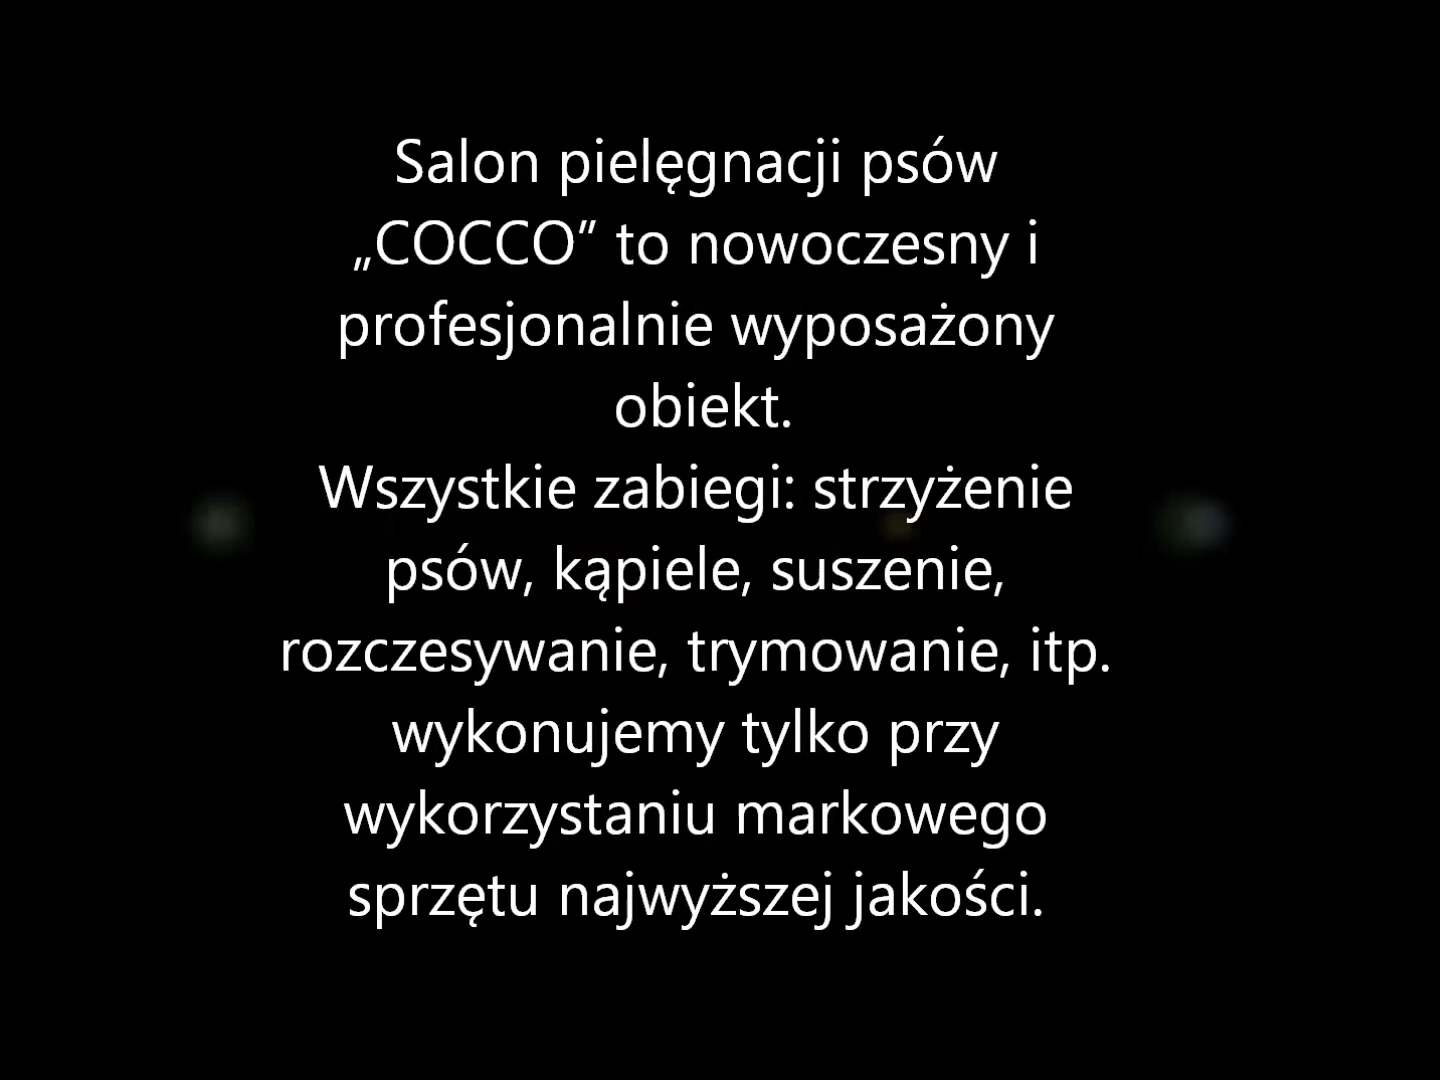 Salon pielęgnacji psów
„COCCO” to nowoczesny i
profesjonalnie wyposażony
obiekt.
Wszystkie zabiegi: strzyżenie
psów, kąpiele, suszenie,
rozczesywanie, trymowanie, itp.
wykonujemy tylko przy
wykorzystaniu markowego
sprzętu najwyższej jakości.